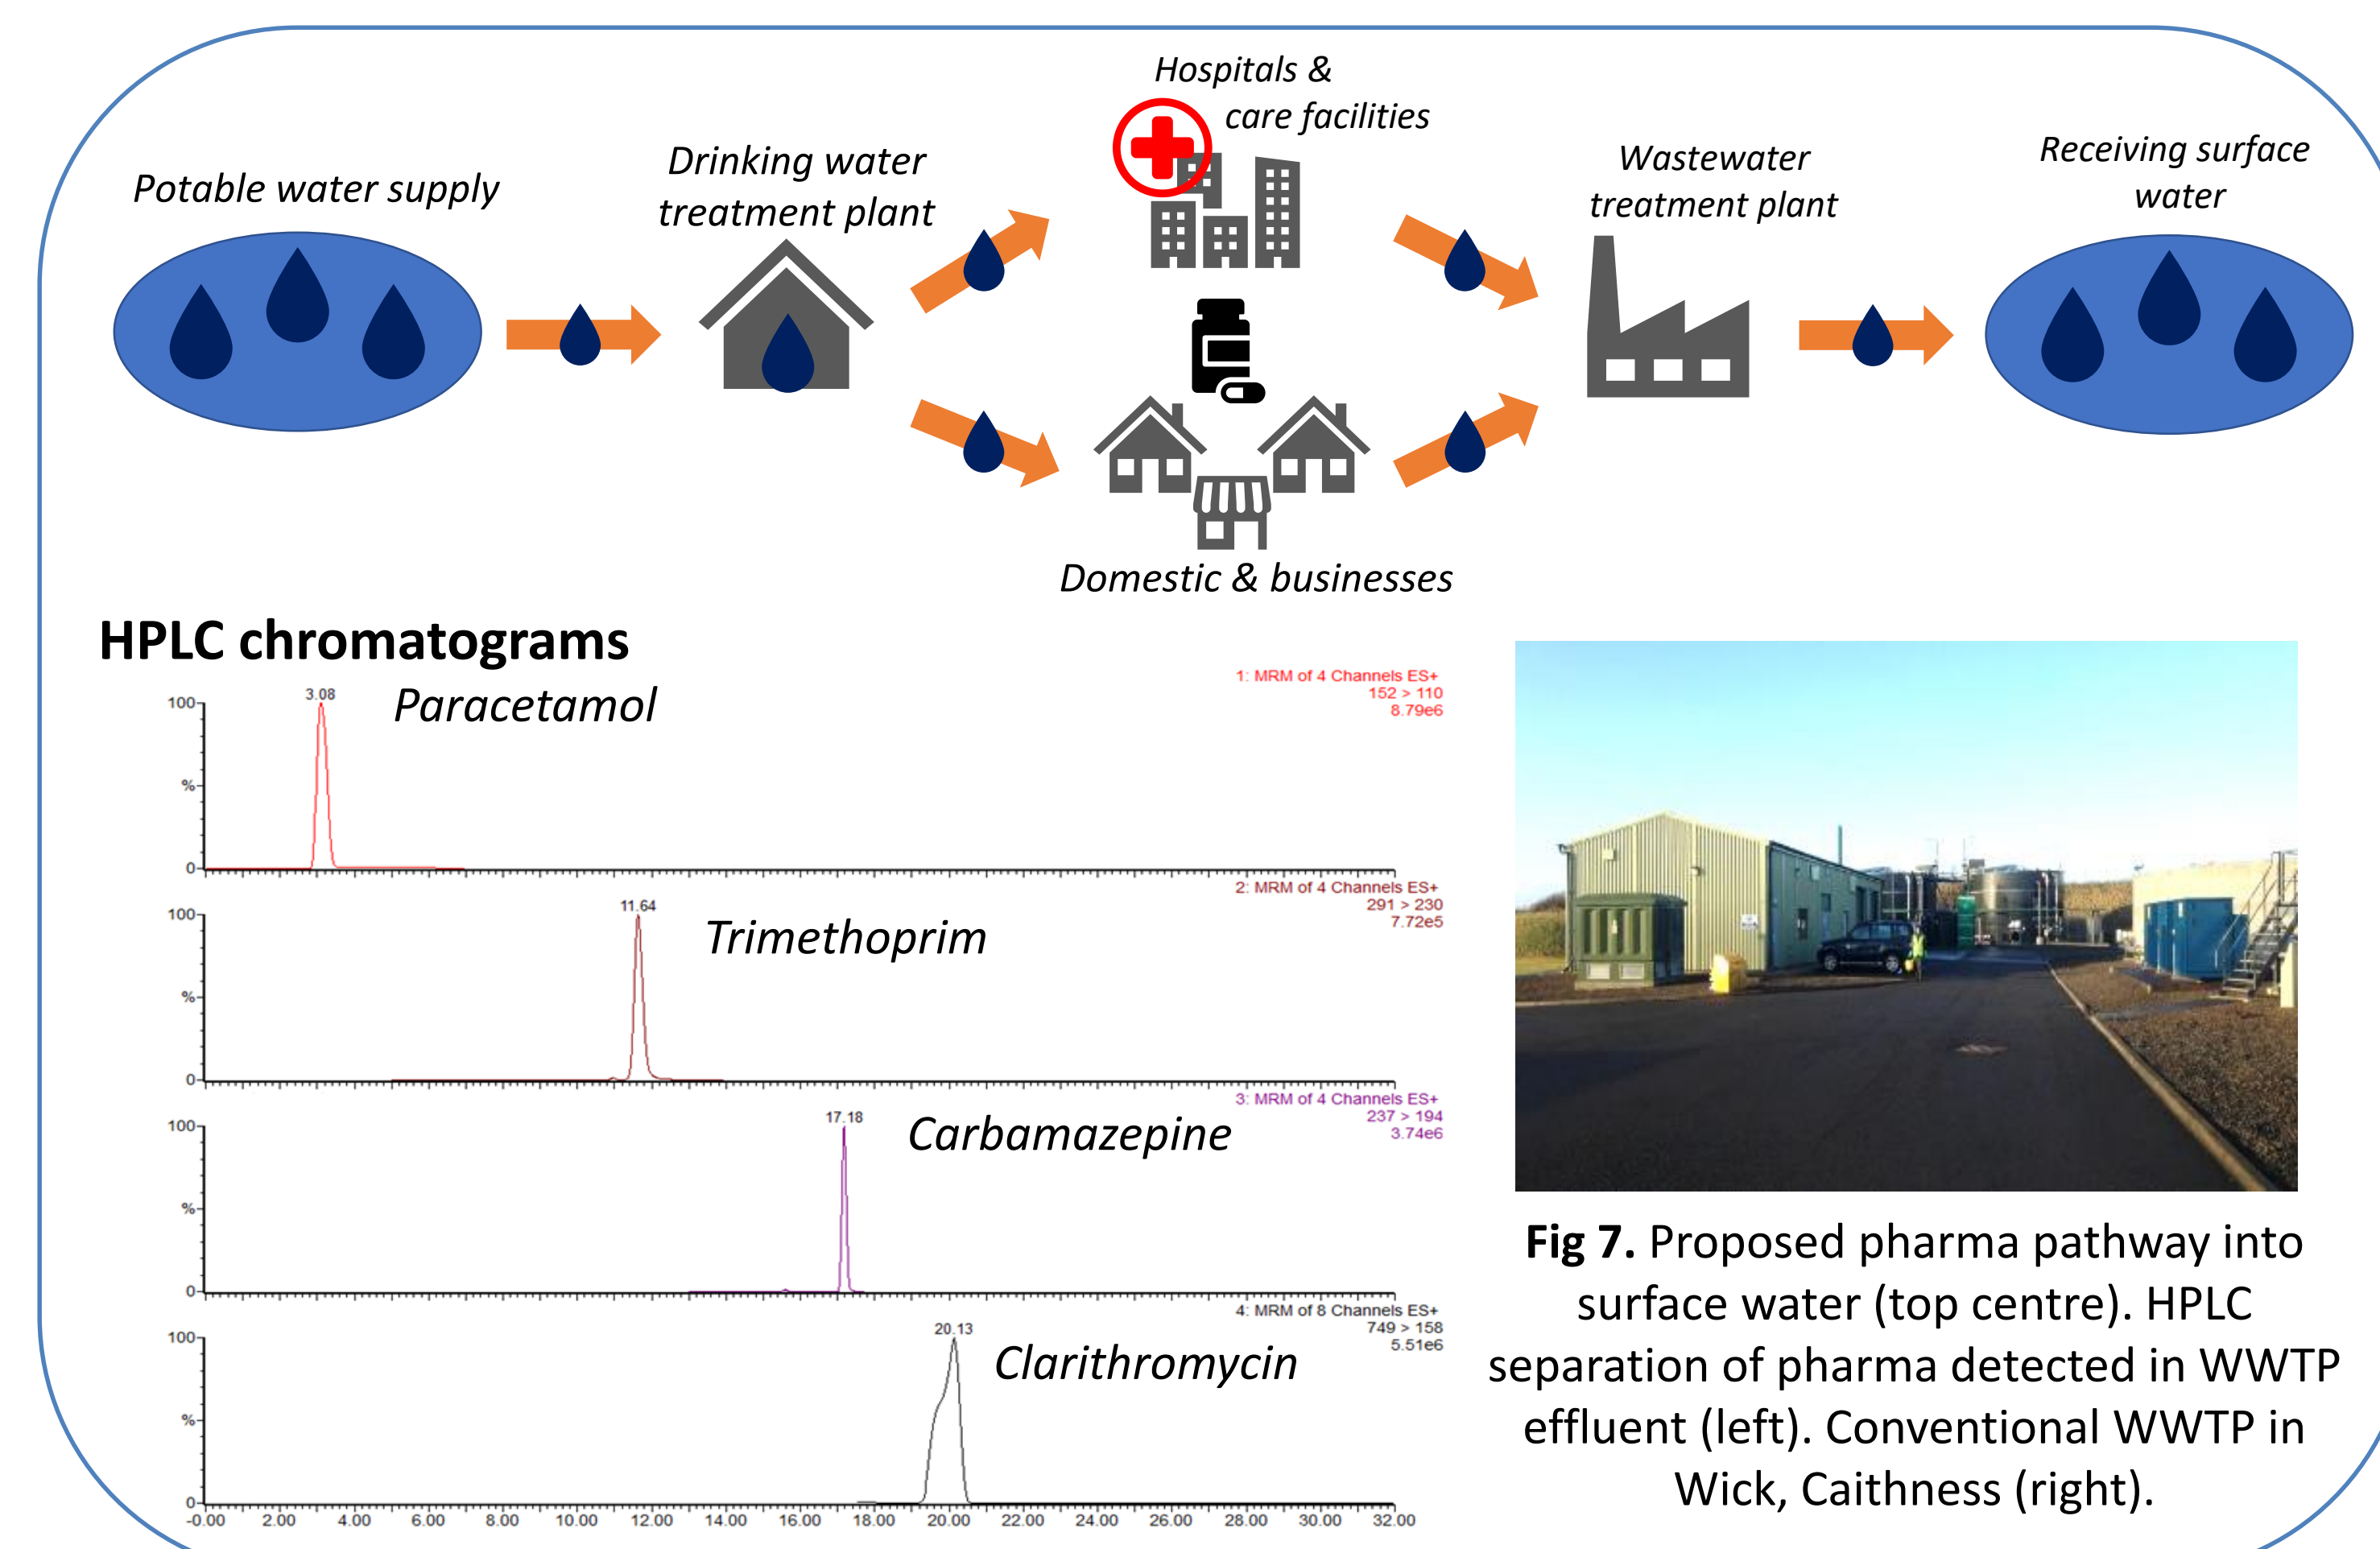 Hospitals &
care facilities
Potable water supply
Drinking water
treatment plant
Wastewater
treatment plant
Receiving surface
water
Domestic & businesses
HPLC chromatograms
Paracetamol
1: MRM of 4 Channels ES+
152 > 110
8.79e6
3.08
100
%
0
Trimethoprim
2: MRM of 4 Channels ES+
291 > 230
7.72e5
11.64
100
%
0
Carbamazepine
3: MRM of 4 Channels ES+
237 > 194
3.74e6
17.18
100
%
0
Clarithromycin
4: MRM of 8 Channels ES+
749 > 158
5.51e6
20.13
100
%
0
-0.00 2.00 4.00 6.00 8.00 10.00 12.00 14.00 16.00 18.00 20.00 22.00 24.00 26.00 28.00 30.00 32.00
Fig 7. Proposed pharma pathway into
surface water (top centre). HPLC
separation of pharma detected in WWTP
effluent (left). Conventional WWTP in
Wick, Caithness (right).